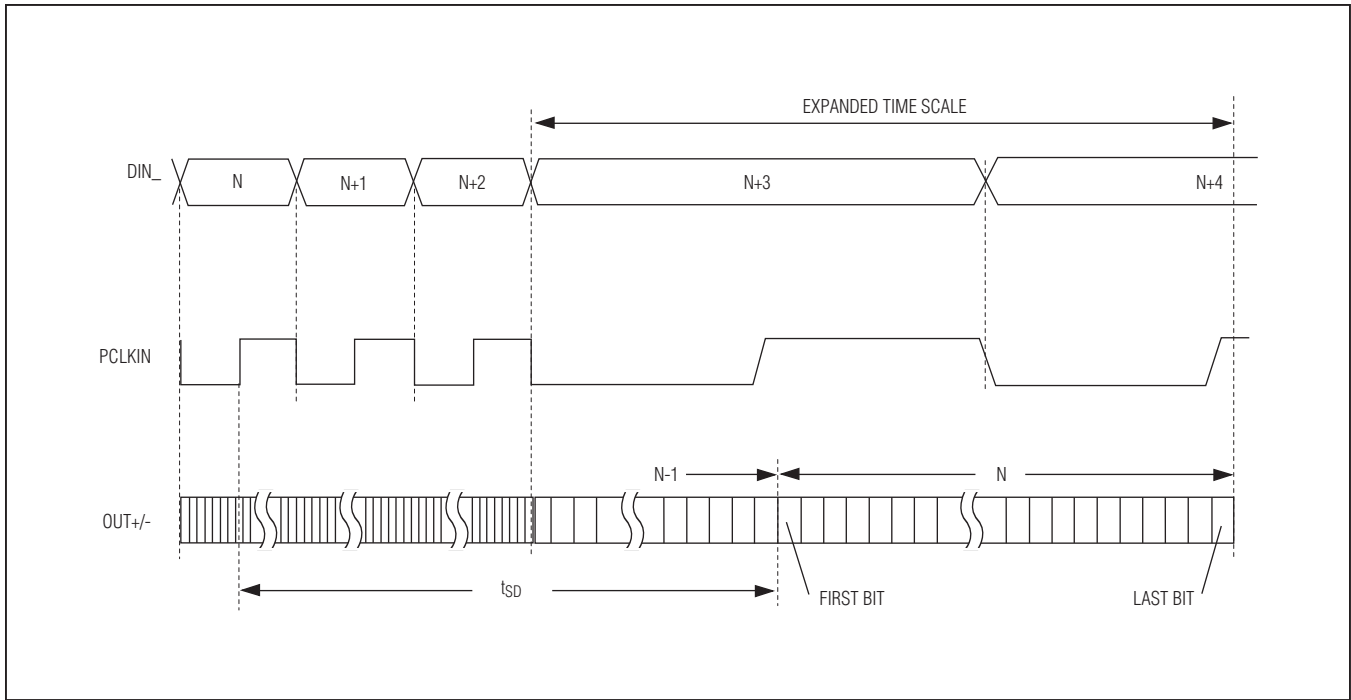 EXPANDED TIME SCALE
DIN_
N
N+1
N+2
N+3
N+4
PCLKIN
N-1
N
OUT+/-
tSD
FIRST BIT
LAST BIT